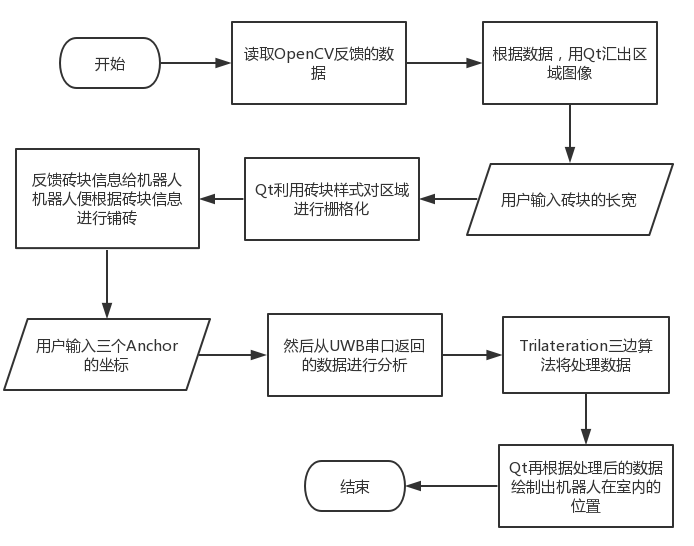 开始
读取OpenCV反馈的数
据
根据数据，用Qt汇出区
域图像
用户输入砖块的长宽
Qt利用砖块样式对区域
进行栅格化
反馈砖块信息给机器人
机器人便根据砖块信息
进行铺砖
用户输入三个Anchor
的坐标
然后从UWB串口返回
的数据进行分析
Trilateration三边算
法将处理数据
Qt再根据处理后的数据
绘制出机器人在室内的
位置
结束